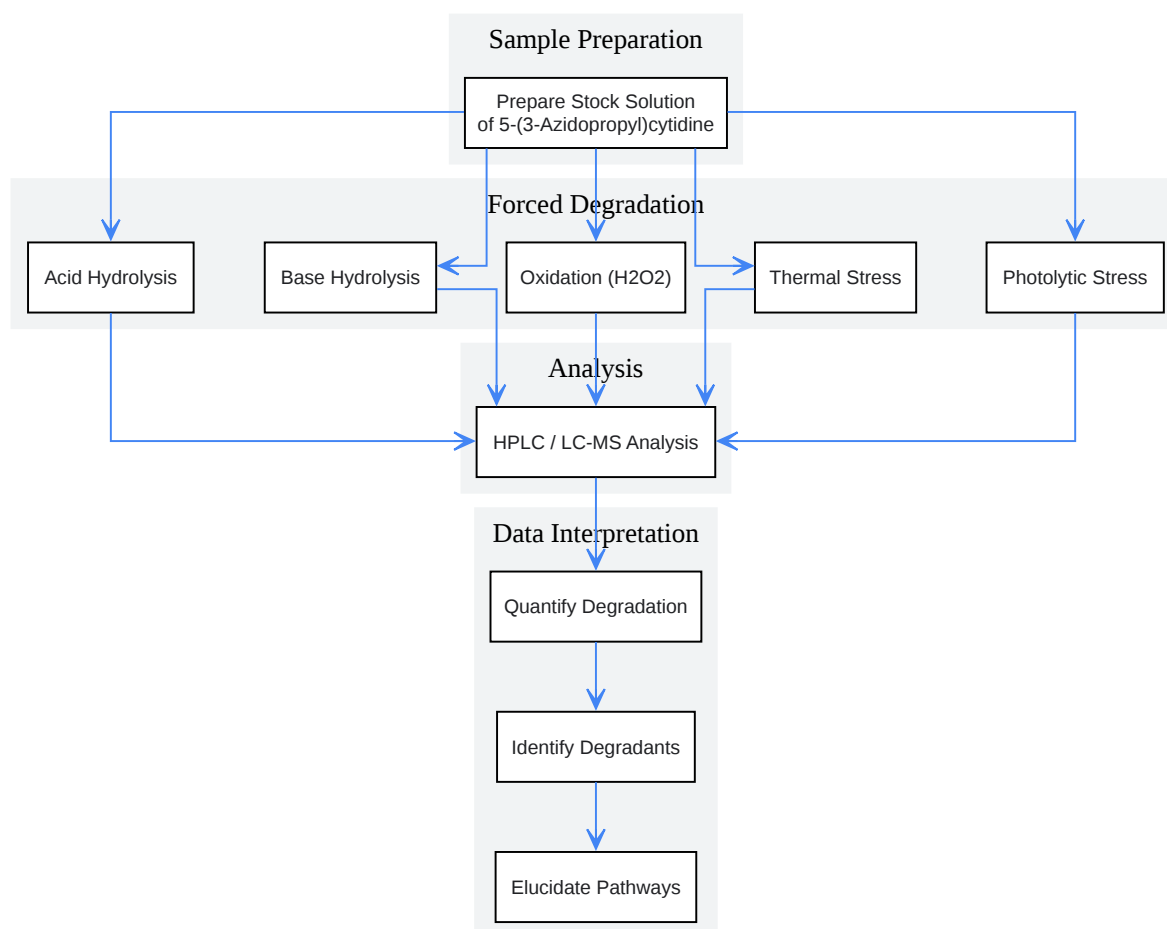 Sample Preparation
Prepare Stock Solution
of 5-(3-Azidopropyl)cytidine
Forced Degradation
Acid Hydrolysis
Base Hydrolysis
Oxidation (H2O2)
Thermal Stress
Photolytic Stress
Analysis
HPLC / LC-MS Analysis
Data Interpretation
Quantify Degradation
Identify Degradants
Elucidate Pathways